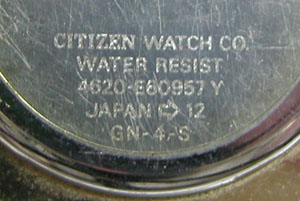 CITIZEN WATCH CO.
WATER RESIST
4620-E80957 Y
JAPAN ➩ 12
GN-4-S